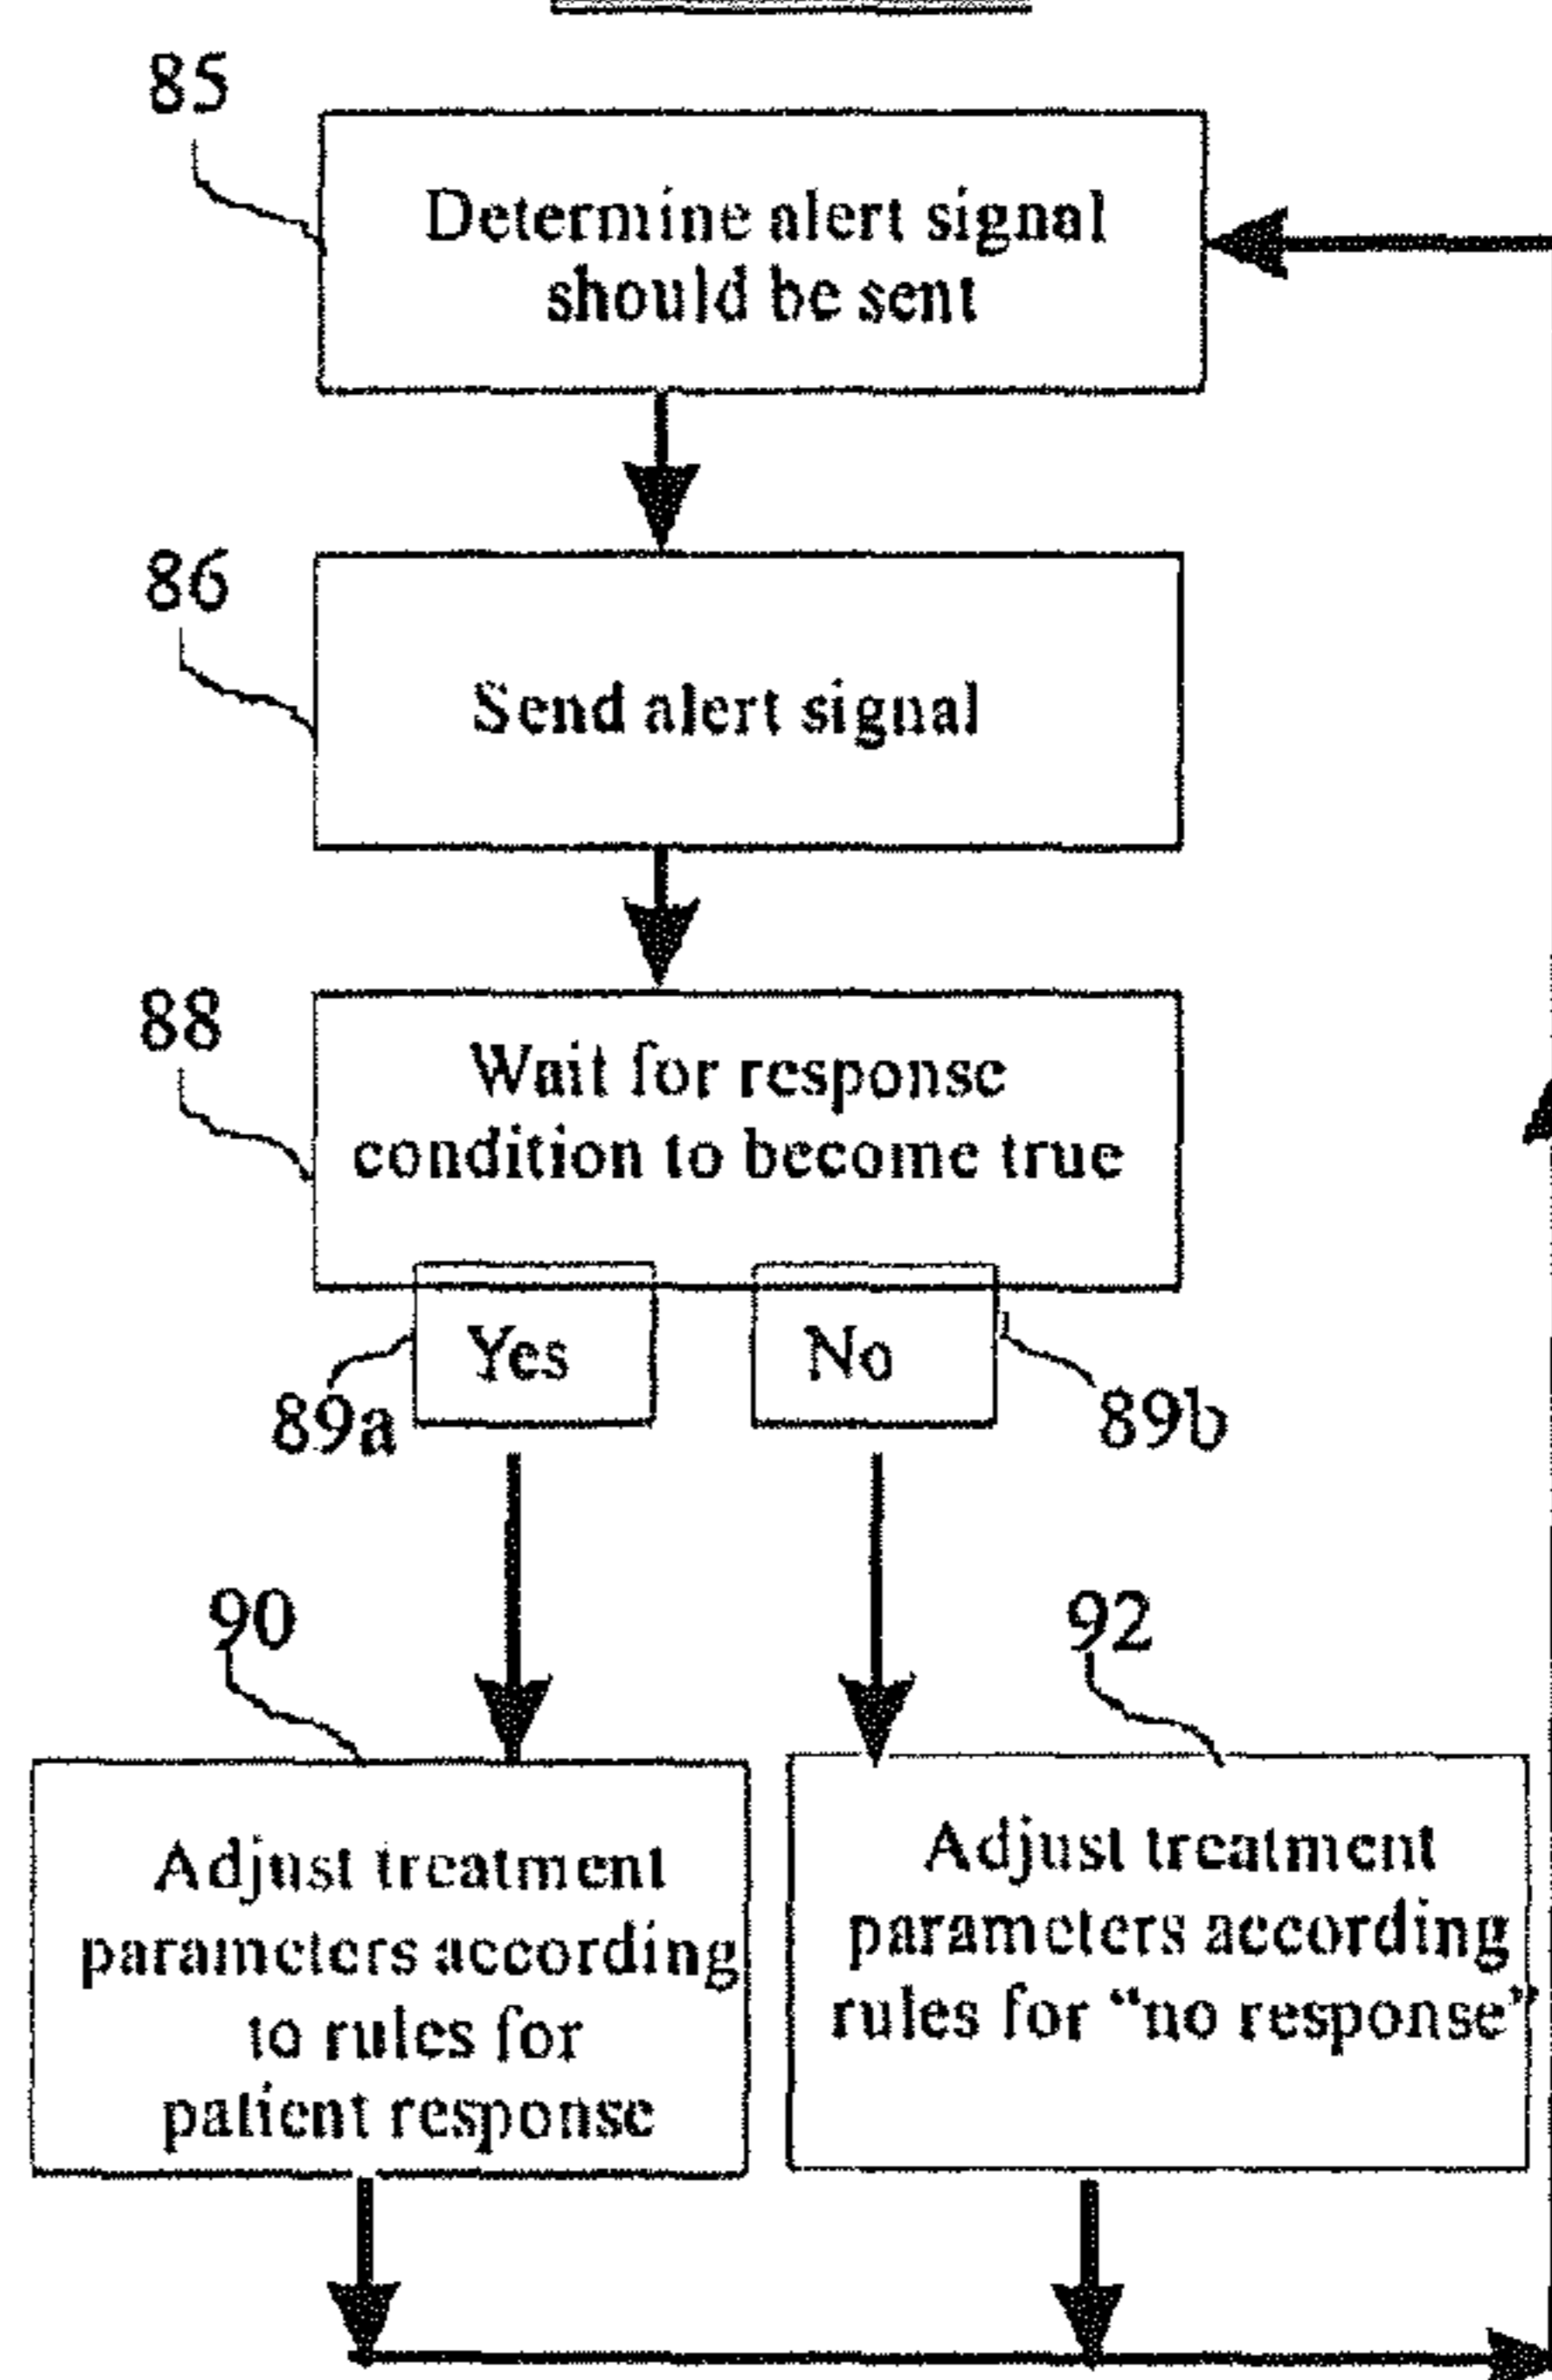 85
Determine alert signal
should be sent
86
Send alert signal
88
Wait for response
condition to become true
Yes
No
89a
89b
90
92
Adjust treatment
parameters according
to rules for
patient response
Adjust treatment
parameters according
rules for “no response”